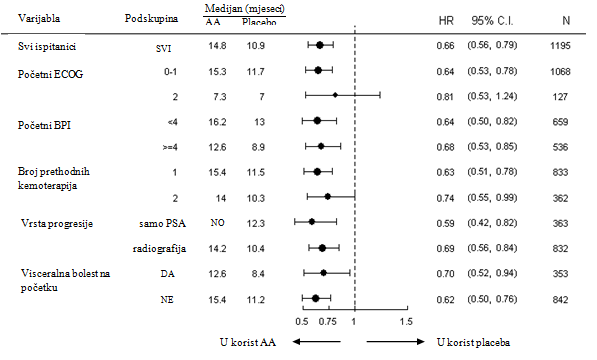 Varijabla Podskupina Medijan (mjeseci) HR 95% C.I. N
AA Placebo
Svi ispitanici SVI 14.8 10.9 0.66 (0.56, 0.79) 1195
Početni ECOG 0-1 15.3 11.7 0.64 (0.53, 0.78) 1068
2 7.3 7 0.81 (0.53, 1.24) 127
Početni BPI <4 16.2 13 0.64 (0.50, 0.82) 659
>=4 12.6 8.9 0.68 (0.53, 0.85) 536
Broj prethodnih 1 15.4 11.5 0.63 (0.51, 0.78) 833
kemoterapija
2 14 10.3 0.74 (0.55, 0.99) 362
Vrsta progresije samo PSA NO 12.3 0.59 (0.42, 0.82) 363
radiografija 14.2 10.4 0.69 (0.56, 0.84) 832
Visceralna bolest na DA 12.6 8.4 0.70 (0.52, 0.94) 353
početku
NE 15.4 11.2 0.62 (0.50, 0.76) 842
0.5 0.75 1 1.5
U korist AA U korist placeba